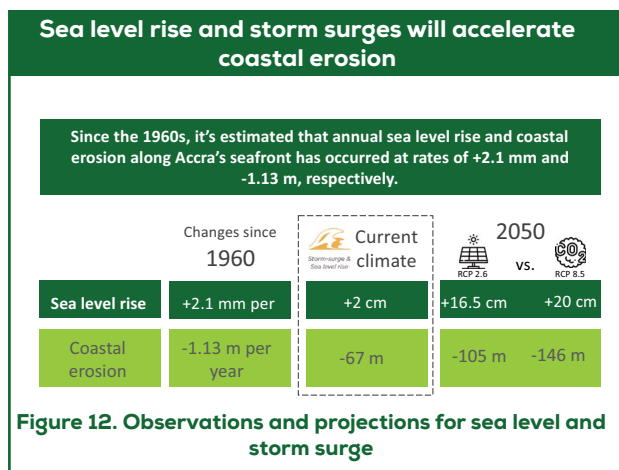 Sea level rise and storm surges will accelerate
coastal erosion
Since the 1960s, it's estimated that annual sea level rise and coastal
erosion along Accra's seafront has occurred at rates of +2.1 mm and
-1.13 m, respectively.
Changes since
1960
Storm-surge &
Sea level rise
Current
climate
2050
RCP 2.6
vs.
CO2
RCP 8.5
Sea level rise
+2.1 mm per
+2 cm
+16.5 cm
+20 cm
Coastal
erosion
-1.13 m per
year
-67 m
-105 m
-146 m
Figure 12. Observations and projections for sea level and
storm surge